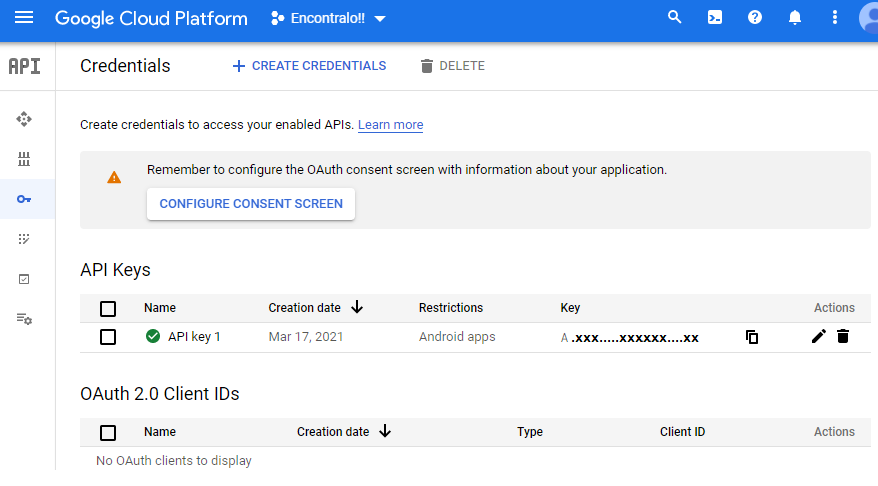 Google Cloud Platform Encontralo!!
API Credentials CREATE CREDENTIALS DELETE
Create credentials to access your enabled APIs. Learn more
Remember to configure the OAuth consent screen with information about your application.
CONFIGURE CONSENT SCREEN
API Keys
Name Creation date Restrictions Key Actions
API key 1 Mar 17, 2021 Android apps A.xxx.....xxxxxx....xx
OAuth 2.0 Client IDs
Name Creation date Type Client ID Actions
No OAuth clients to display